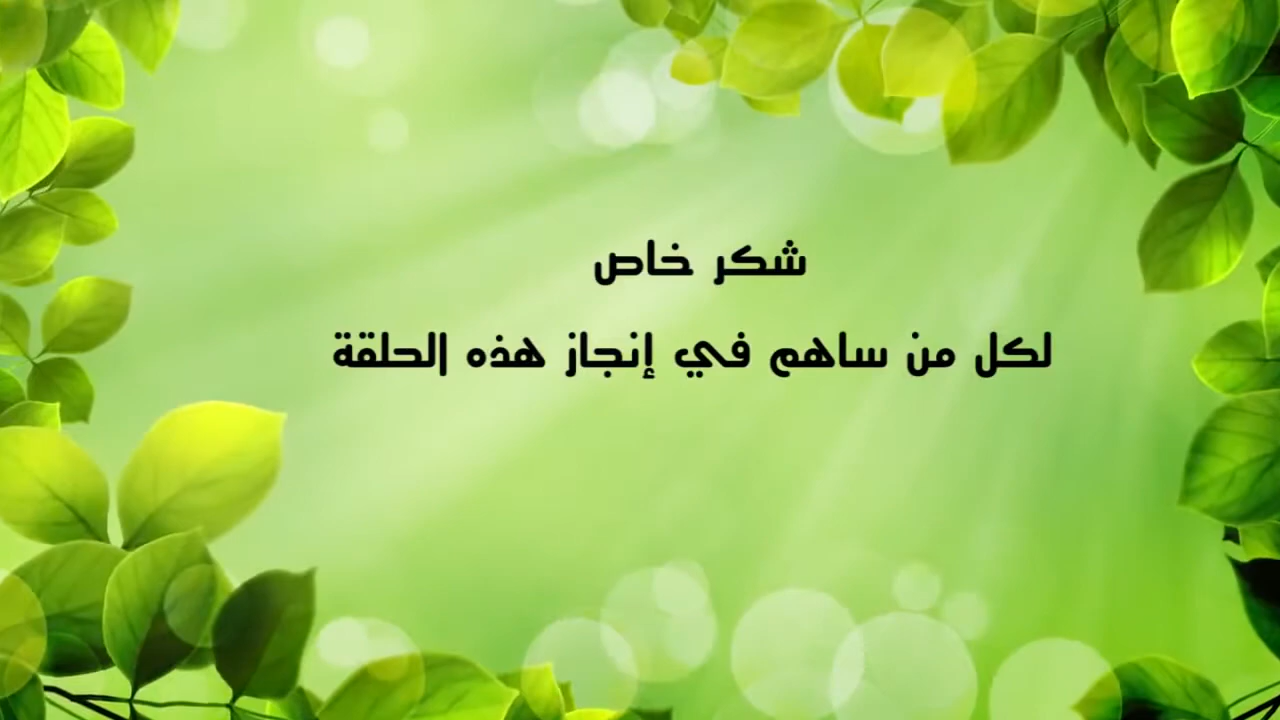 شكر خاص
لكل من ساهم في إنجاز هذه الحلقة